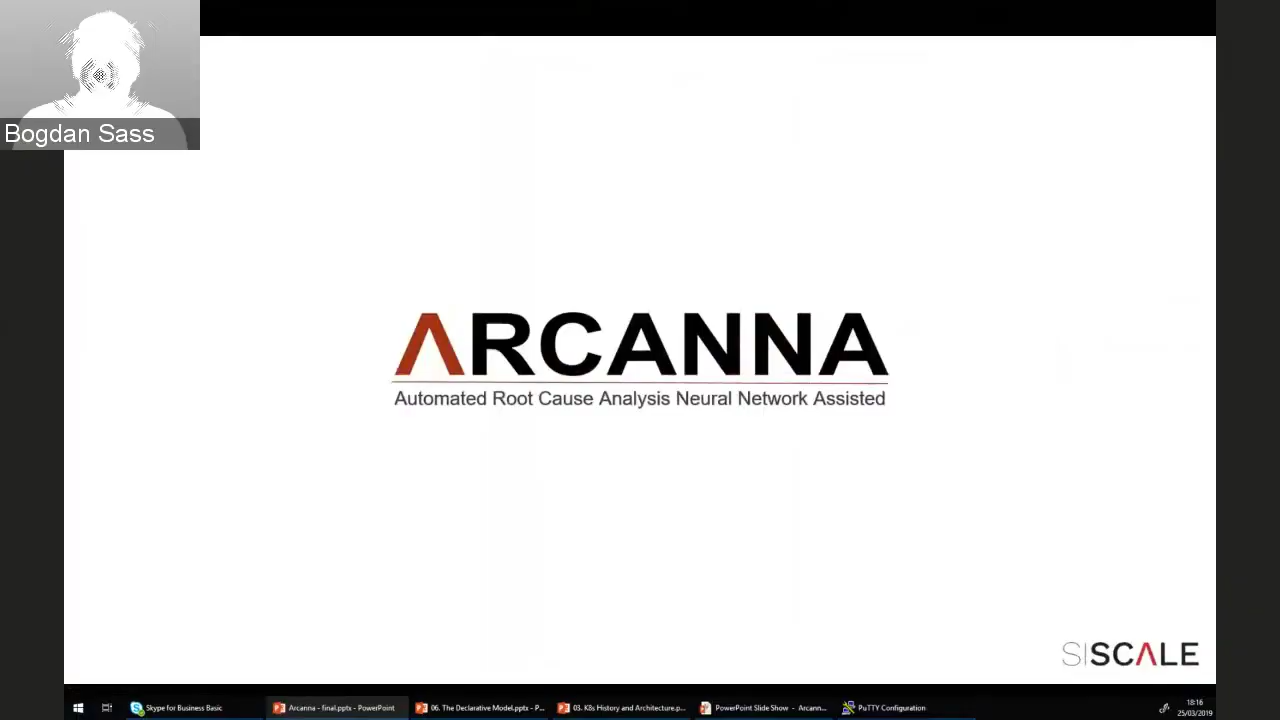 Bogdan Sass
ARCANNA
Automated Root Cause Analysis Neural Network Assisted
SISCALE
Skype for Business Basic
Arcanna - final.pptx - PowerPoint
06. The Declarative Model.pptx - P...
03. K8s History and Architecture.p...
PowerPoint Slide Show - Arcann...
PuTTY Configuration
18:16
25/03/2019